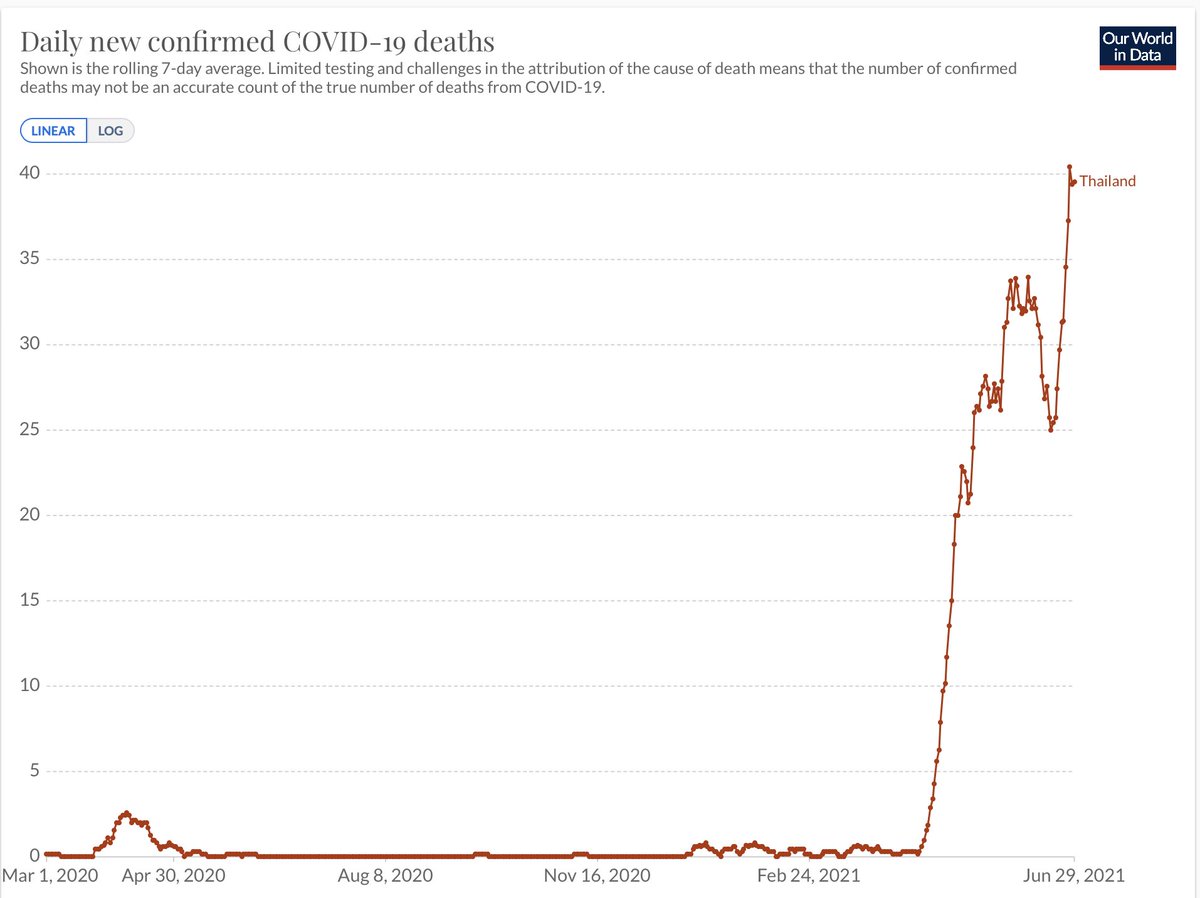 Daily new confirmed COVID-19 deaths
Shown is the rolling 7-day average. Limited testing and challenges in the attribution of the cause of death means that the number of confirmed
deaths may not be an accurate count of the true number of deaths from COVID-19.
Our World
in Data
LINEAR
LOG
40
Thailand
35
30
25
20
15
10
5
0
Mar 1, 2020
Apr 30, 2020
Aug 8, 2020
Nov 16, 2020
Feb 24, 2021
Jun 29, 2021